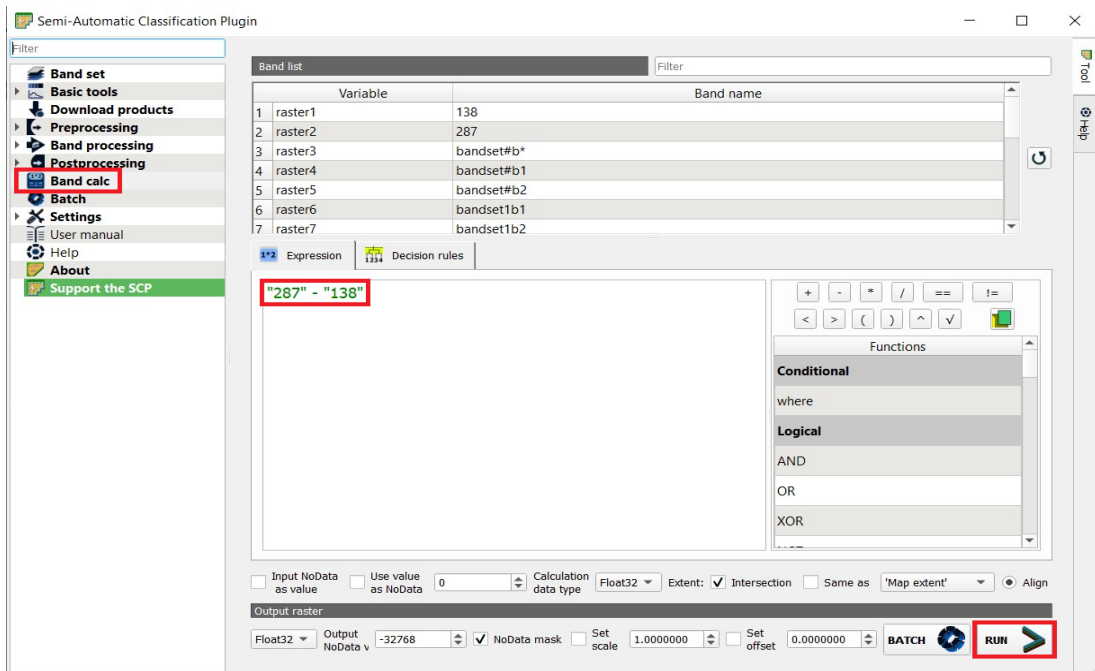 Semi-Automatic Classification Plugin
Filter
Band set
Basic tools
Download products
Preprocessing
Band processing
Postprocessing
Band calc
Batch
Settings
User manual
Help
About
Support the SCP
Band list
Filter
Variable Band name
1 raster1 138
2 raster2 287
3 raster3 bandset#b*
4 raster4 bandset#b1
5 raster5 bandset#b2
6 raster6 bandset1b1
7 raster7 bandset1b2
Expression
Decision rules
"287" - "138"
+ - * / == !=
< > ( ) ^ √
Functions
Conditional
where
Logical
AND
OR
XOR
Input NoData as value Use value as NoData 0 Calculation data type Float32 Extent: Intersection Same as 'Map extent' Align
Output raster
Float32 Output NoData v -32768 NoData mask Set scale 1.0000000 Set offset 0.0000000 BATCH RUN
Tool
Help